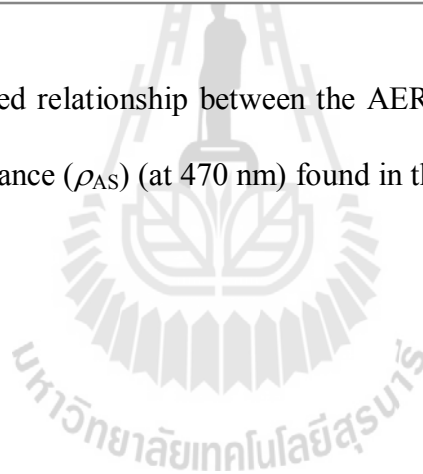 ed relationship between the AER
ance (ρAS) (at 470 nm) found in th
มหาวิทยาลัยเทคโนโลยีสุรนารี